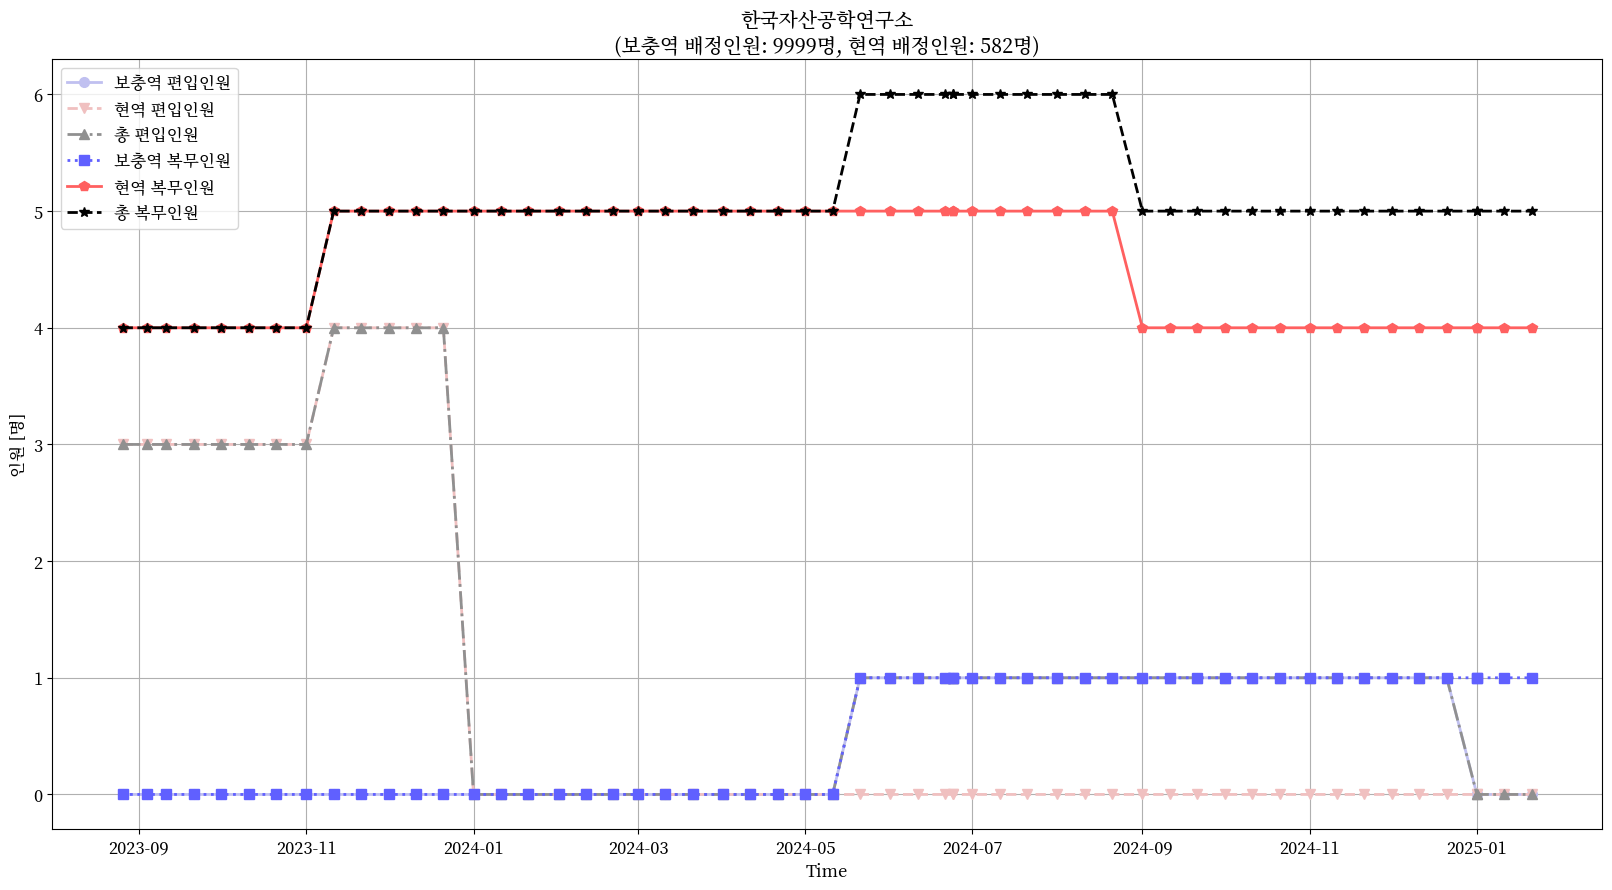 한국자산공학연구소
(보충역 배정인원: 9999명, 현역 배정인원: 582명)
보충역 편입인원
현역 편입인원
총 편입인원
보충역 복무인원
현역 복무인원
총 복무인원
인원 [명]
6
5
4
3
2
1
0
2023-09
2023-11
2024-01
2024-03
2024-05
2024-07
2024-09
2024-11
2025-01
Time